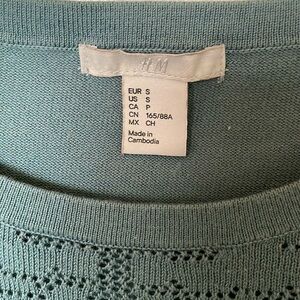 H&M
EUR S
US S
CA P
CN 165/88A
MX CH
Made in
Cambodia